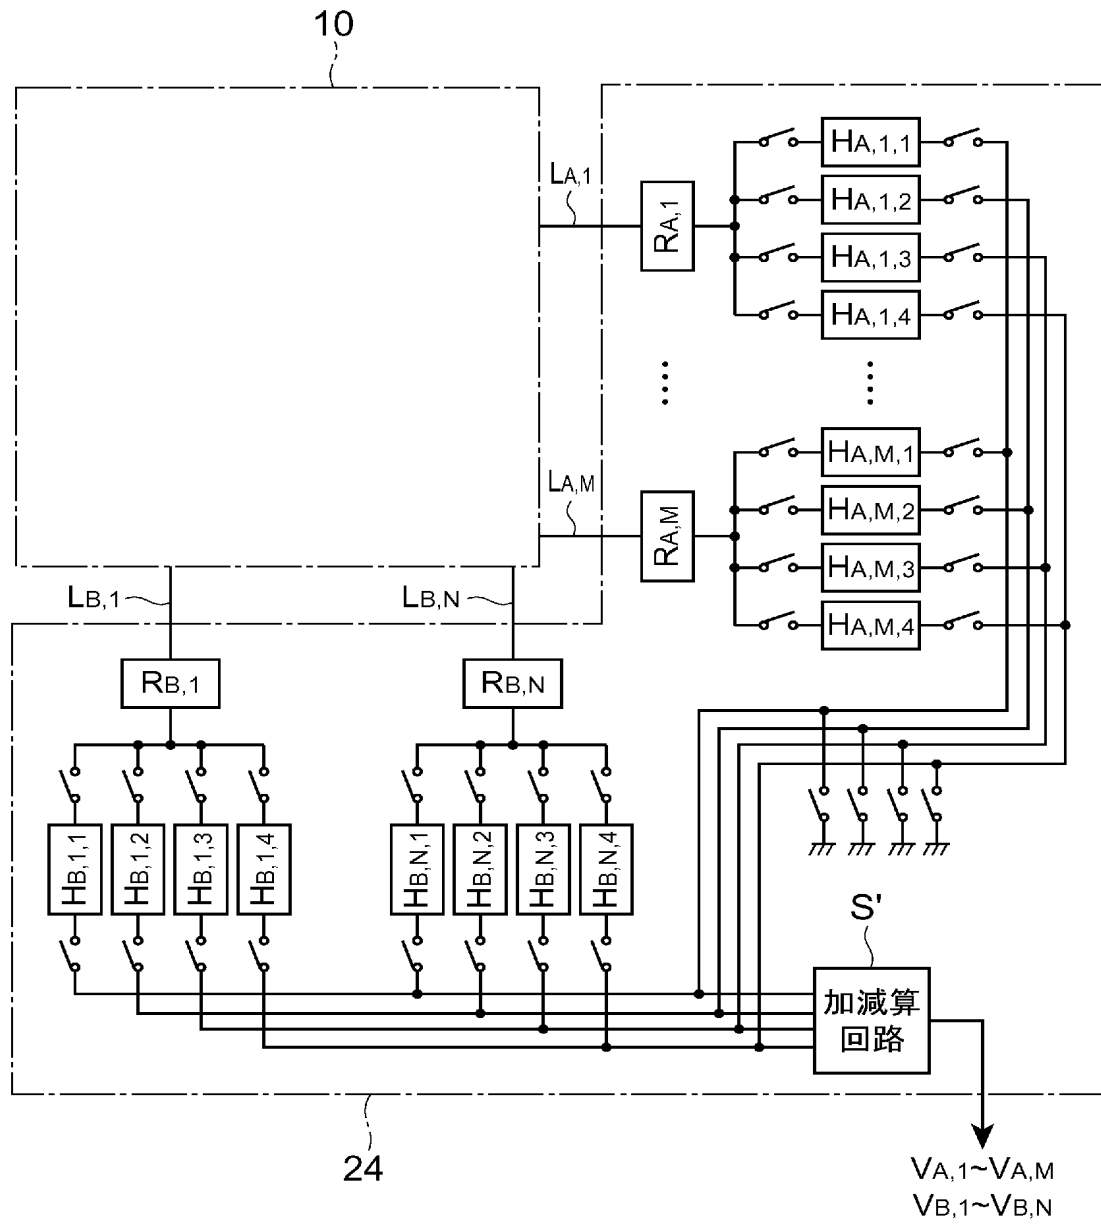 10
LA,1
RA,1
HA,1,1
HA,1,2
HA,1,3
HA,1,4
LA,M
RA,M
HA,M,1
HA,M,2
HA,M,3
HA,M,4
LB,1
LB,N
RB,1
RB,N
HB,1,1
HB,1,2
HB,1,3
HB,1,4
HB,N,1
HB,N,2
HB,N,3
HB,N,4
S'
加減算
回路
24
VA,1~VA,M
VB,1~VB,N